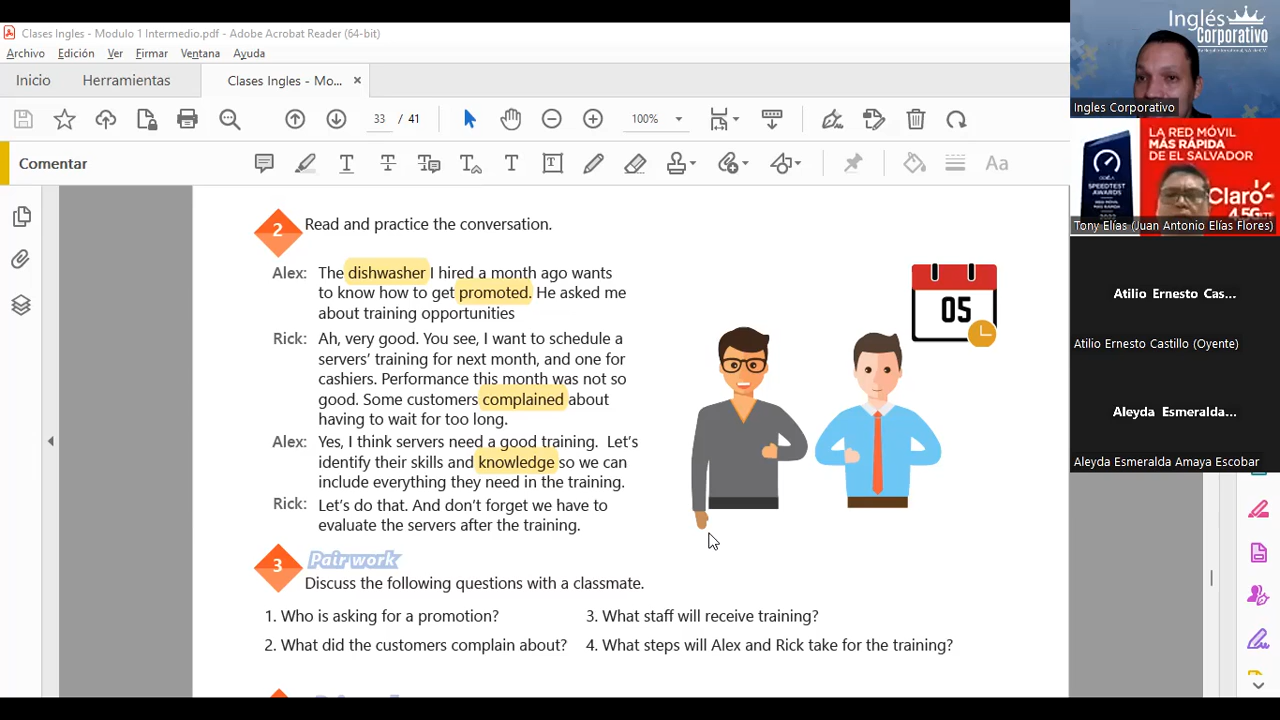 Clases Ingles - Modulo 1 Intermedio.pdf - Adobe Acrobat Reader (64-bit)
Archivo Edición Ver Firmar Ventana Ayuda
Inicio Herramientas Clases Ingles - Mo... ×
33 / 41 100%
Comentar
Aa
2 Read and practice the conversation.
Alex: The dishwasher I hired a month ago wants
to know how to get promoted. He asked me
about training opportunities
Rick: Ah, very good. You see, I want to schedule a
servers' training for next month, and one for
cashiers. Performance this month was not so
good. Some customers complained about
having to wait for too long.
Alex: Yes, I think servers need a good training. Let's
identify their skills and knowledge so we can
include everything they need in the training.
Rick: Let's do that. And don't forget we have to
evaluate the servers after the training.
05
3 Pair work
Discuss the following questions with a classmate.
1. Who is asking for a promotion?
2. What did the customers complain about?
3. What staff will receive training?
4. What steps will Alex and Rick take for the training?
Inglés
Corporativo
Ingles Corporativo
LA RED MÓVIL
MÁS RÁPIDA
DE EL SALVADOR
SPEEDTEST
AWARDS
Claro
4.5G LTE
Tony Elías (Juan Antonio Elías Flores)
Atilio Ernesto Cas...
Atilio Ernesto Castillo (Oyente)
Aleyda Esmeralda...
Aleyda Esmeralda Amaya Escobar